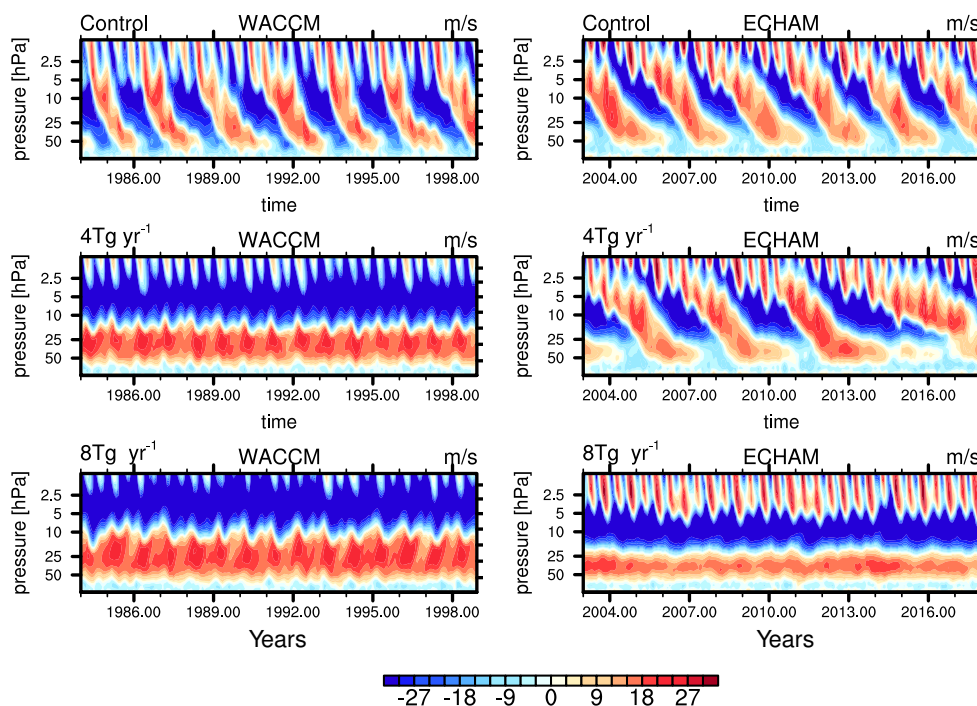 Control WACCM m/s
pressure [hPa]
2.5
5
10
25
50
1986.00 1989.00 1992.00 1995.00 1998.00
time
Control ECHAM m/s
pressure [hPa]
2.5
5
10
25
50
2004.00 2007.00 2010.00 2013.00 2016.00
time
4Tg yr-1 WACCM m/s
pressure [hPa]
2.5
5
10
25
50
1986.00 1989.00 1992.00 1995.00 1998.00
time
4Tg yr-1 ECHAM m/s
pressure [hPa]
2.5
5
10
25
50
2004.00 2007.00 2010.00 2013.00 2016.00
time
8Tg yr-1 WACCM m/s
pressure [hPa]
2.5
5
10
25
50
1986.00 1989.00 1992.00 1995.00 1998.00
Years
8Tg yr-1 ECHAM m/s
pressure [hPa]
2.5
5
10
25
50
2004.00 2007.00 2010.00 2013.00 2016.00
Years
-27 -18 -9 0 9 18 27